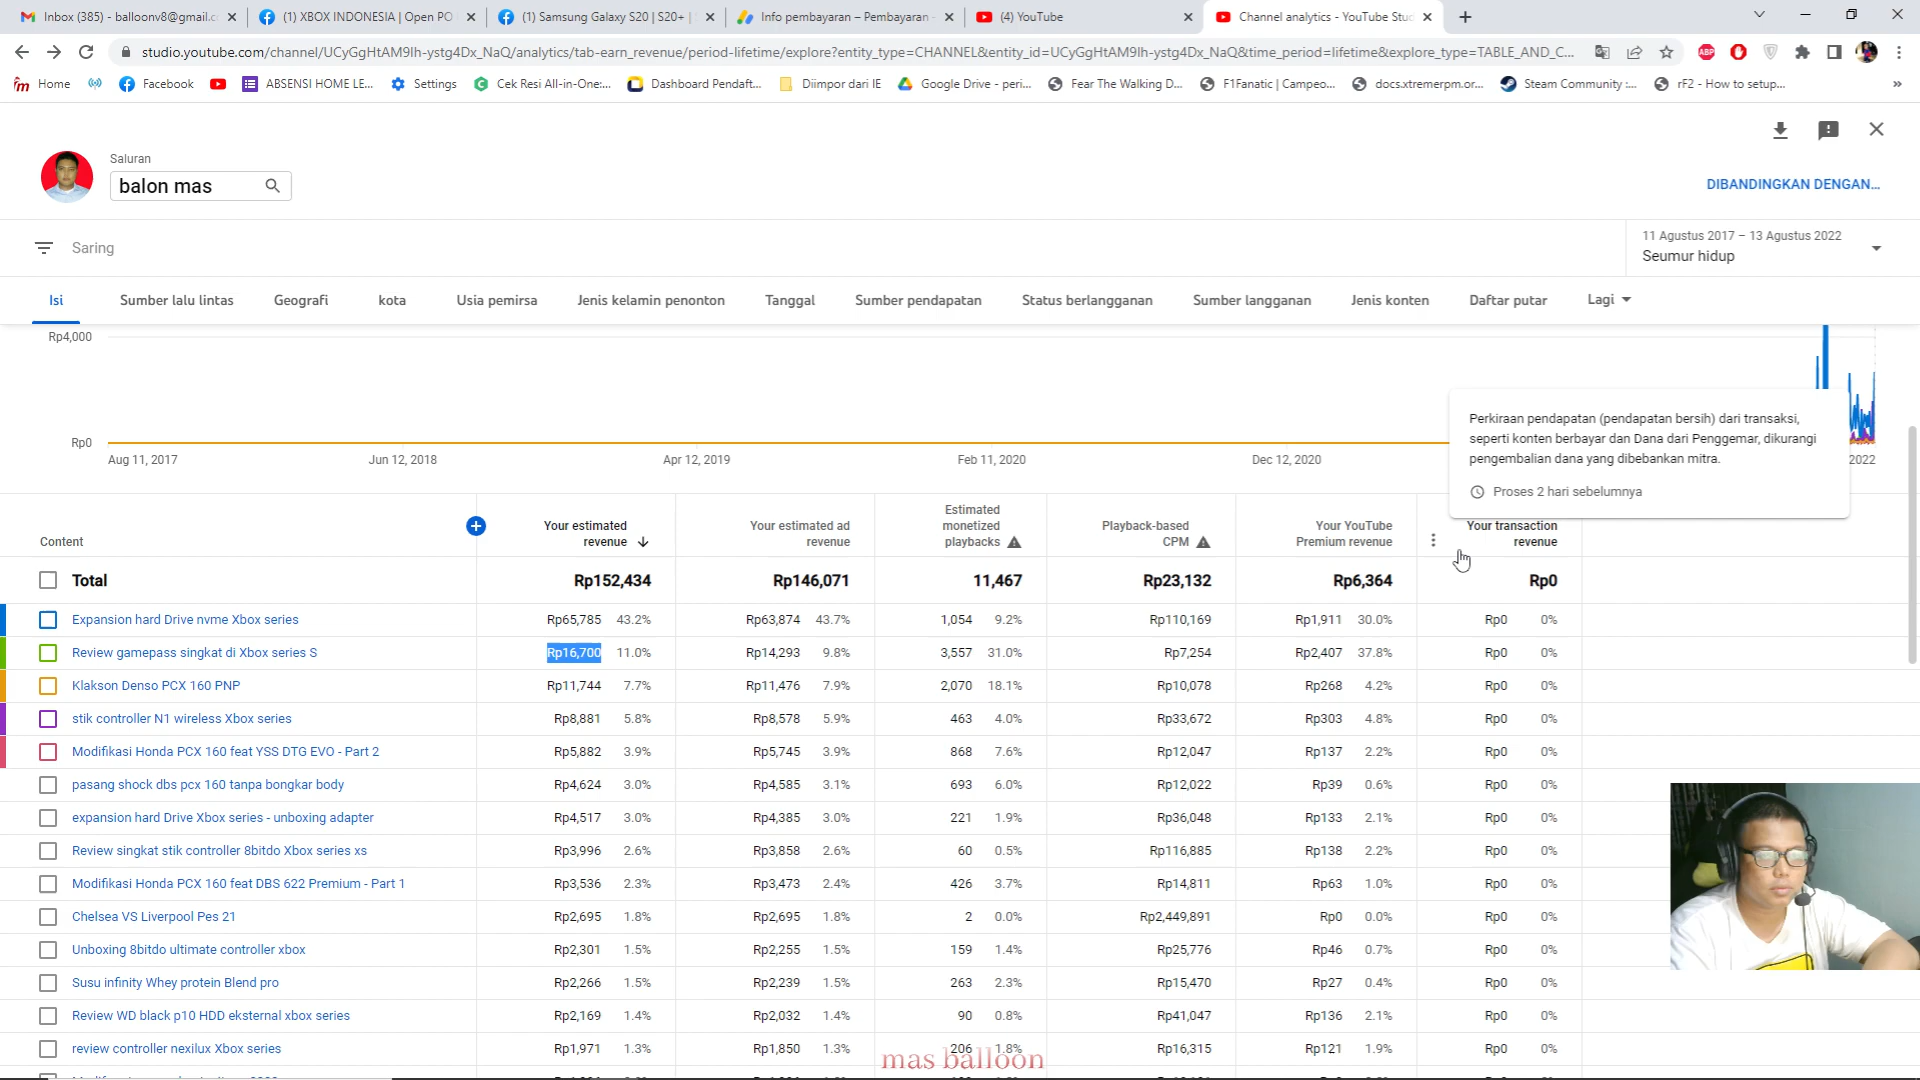 Inbox (385) - balloonv8@gmail.c
(1) XBOX INDONESIA | Open PO
(1) Samsung Galaxy S20 | S20+ |
Info pembayaran – Pembayaran
(4) YouTube
Channel analytics - YouTube Stu
studio.youtube.com/channel/UCyGgHtAM9Ih-ystg4Dx_NaQ/analytics/tab-earn_revenue/period-lifetime/explore?entity_type=CHANNEL&entity_id=UCyGgHtAM9Ih-ystg4Dx_NaQ&time_period=lifetime&explore_type=TABLE_AND_C...
Home
Facebook
ABSENSI HOME LE...
Settings
Cek Resi All-in-One:...
Dashboard Pendaft...
Diimpor dari IE
Google Drive - peri...
Fear The Walking D...
F1Fanatic | Campeo...
docs.xtremerpm.or...
Steam Community :...
rF2 - How to setup...
»
Saluran
balon mas
DIBANDINGKAN DENGAN...
Saring
11 Agustus 2017 – 13 Agustus 2022
Seumur hidup
Isi Sumber lalu lintas Geografi kota Usia pemirsa Jenis kelamin penonton Tanggal Sumber pendapatan Status berlangganan Sumber langganan Jenis konten Daftar putar Lagi
Rp4,000
Rp0
Aug 11, 2017 Jun 12, 2018 Apr 12, 2019 Feb 11, 2020 Dec 12, 2020 2022
Perkiraan pendapatan (pendapatan bersih) dari transaksi,
seperti konten berbayar dan Dana dari Penggemar, dikurangi
pengembalian dana yang dibebankan mitra.
Proses 2 hari sebelumnya
Content
Your estimated revenue
Your estimated ad revenue
Estimated monetized playbacks
Playback-based CPM
Your YouTube Premium revenue
Your transaction revenue
Total Rp152,434 Rp146,071 11,467 Rp23,132 Rp6,364 Rp0
Expansion hard Drive nvme Xbox series Rp65,785 43.2% Rp63,874 43.7% 1,054 9.2% Rp110,169 Rp1,911 30.0% Rp0 0%
Review gamepass singkat di Xbox series S Rp16,700 11.0% Rp14,293 9.8% 3,557 31.0% Rp7,254 Rp2,407 37.8% Rp0 0%
Klakson Denso PCX 160 PNP Rp11,744 7.7% Rp11,476 7.9% 2,070 18.1% Rp10,078 Rp268 4.2% Rp0 0%
stik controller N1 wireless Xbox series Rp8,881 5.8% Rp8,578 5.9% 463 4.0% Rp33,672 Rp303 4.8% Rp0 0%
Modifikasi Honda PCX 160 feat YSS DTG EVO - Part 2 Rp5,882 3.9% Rp5,745 3.9% 868 7.6% Rp12,047 Rp137 2.2% Rp0 0%
pasang shock dbs pcx 160 tanpa bongkar body Rp4,624 3.0% Rp4,585 3.1% 693 6.0% Rp12,022 Rp39 0.6% Rp0 0%
expansion hard Drive Xbox series - unboxing adapter Rp4,517 3.0% Rp4,385 3.0% 221 1.9% Rp36,048 Rp133 2.1% Rp0 0%
Review singkat stik controller 8bitdo Xbox series xs Rp3,996 2.6% Rp3,858 2.6% 60 0.5% Rp116,885 Rp138 2.2% Rp0 0%
Modifikasi Honda PCX 160 feat DBS 622 Premium - Part 1 Rp3,536 2.3% Rp3,473 2.4% 426 3.7% Rp14,811 Rp63 1.0% Rp0 0%
Chelsea VS Liverpool Pes 21 Rp2,695 1.8% Rp2,695 1.8% 2 0.0% Rp2,449,891 Rp0 0.0% Rp0 0%
Unboxing 8bitdo ultimate controller xbox Rp2,301 1.5% Rp2,255 1.5% 159 1.4% Rp25,776 Rp46 0.7% Rp0 0%
Susu infinity Whey protein Blend pro Rp2,266 1.5% Rp2,239 1.5% 263 2.3% Rp15,470 Rp27 0.4% Rp0 0%
Review WD black p10 HDD eksternal xbox series Rp2,169 1.4% Rp2,032 1.4% 90 0.8% Rp41,047 Rp136 2.1% Rp0 0%
review controller nexilux Xbox series Rp1,971 1.3% Rp1,850 1.3% 206 1.8% Rp16,315 Rp121 1.9% Rp0 0%
mas balloon